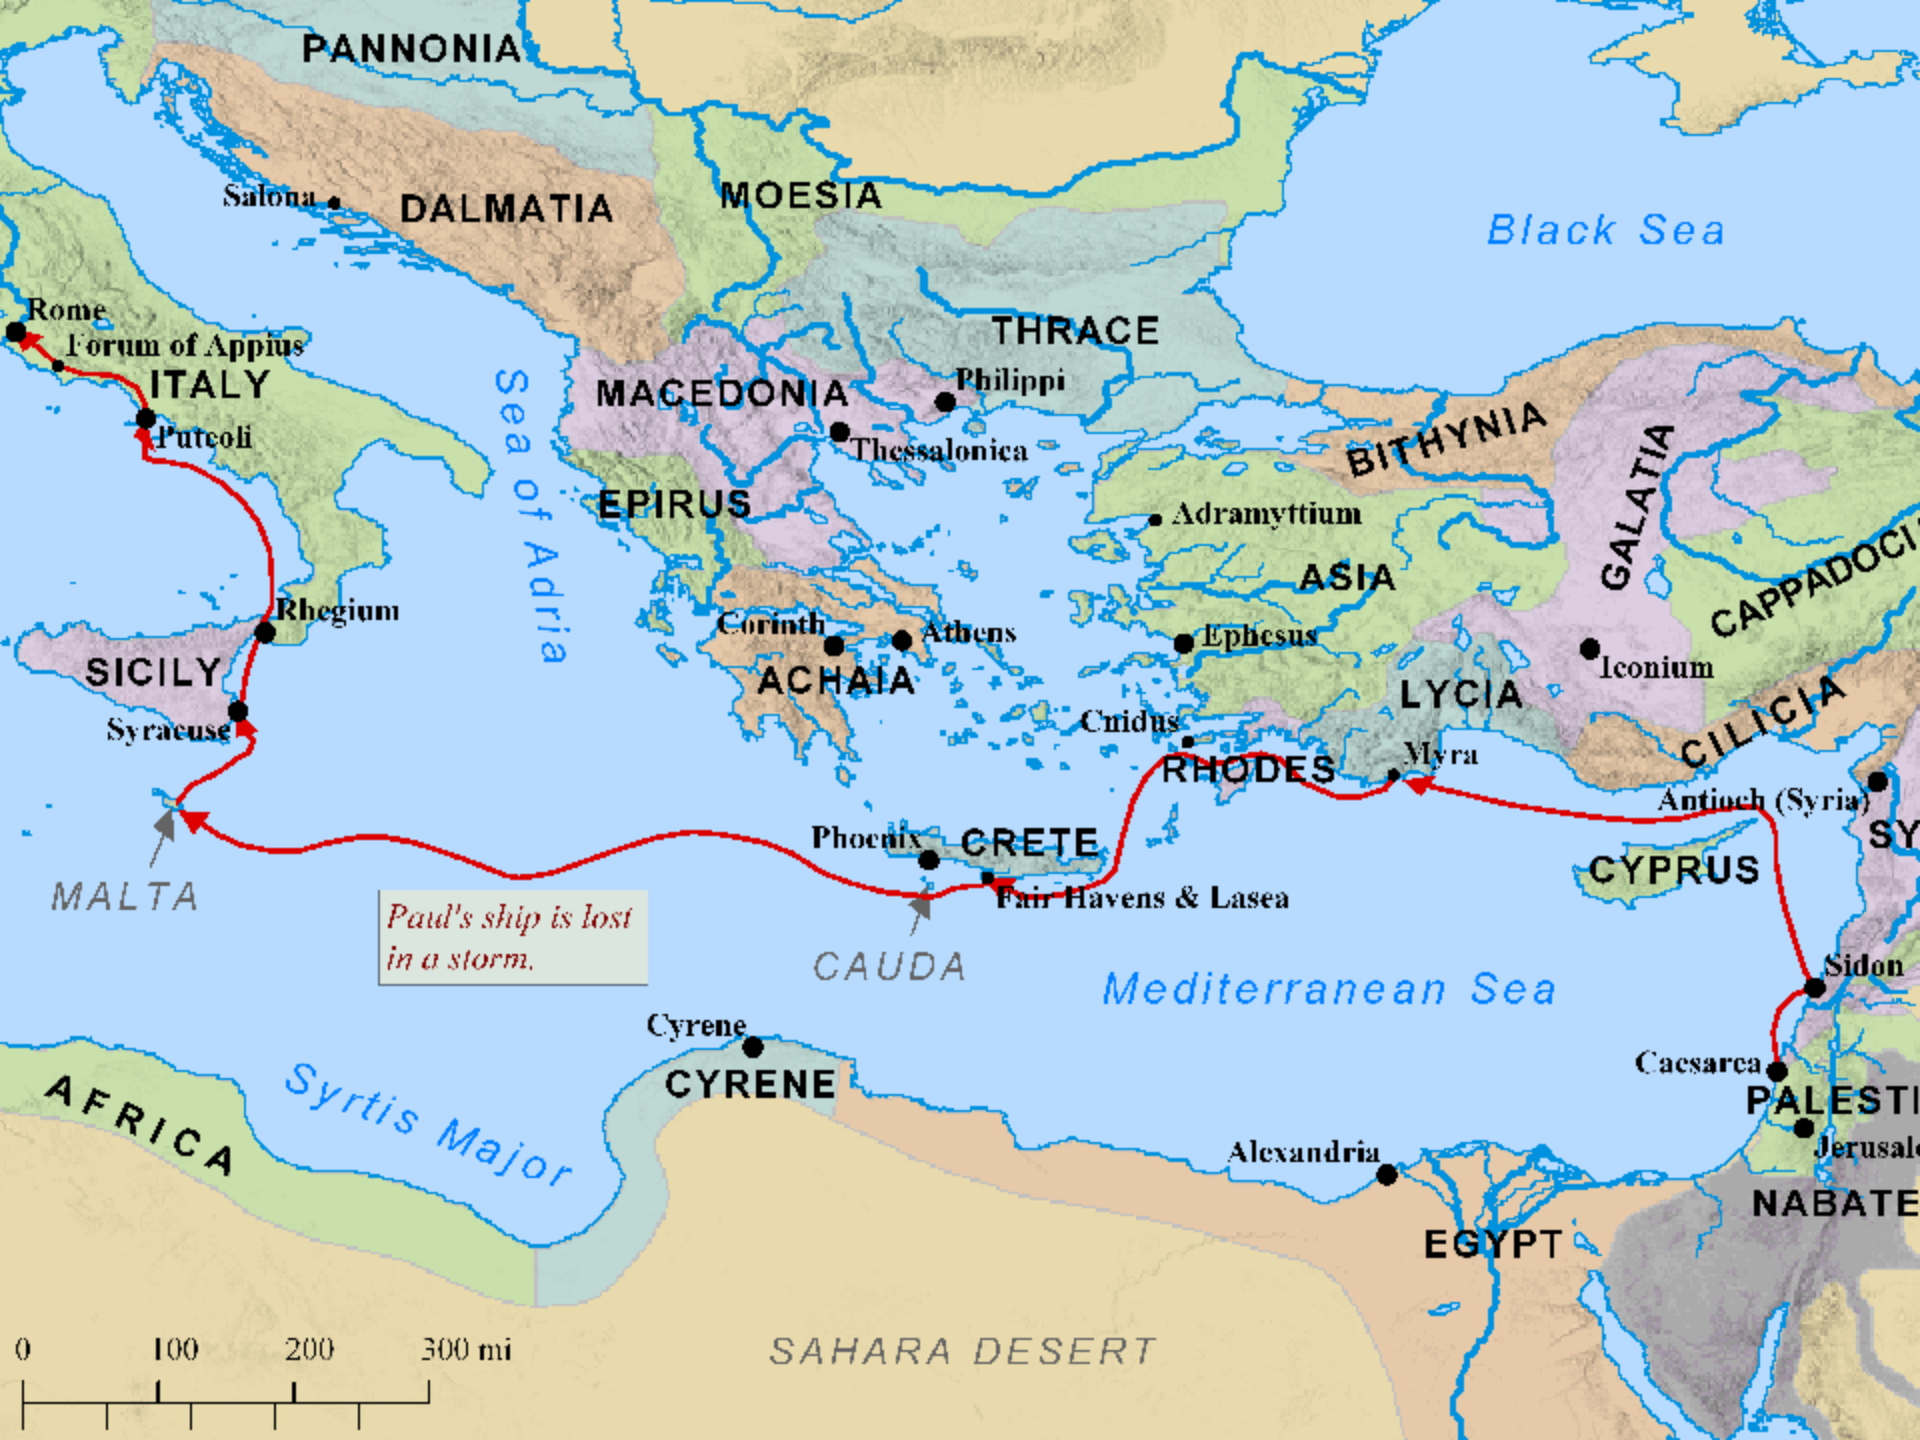 PANNONIA
Salona
DALMATIA
MOESIA
Black Sea
Rome
Forum of Appius
ITALY
Puteoli
THRACE
MACEDONIA
Philippi
Thessalonica
BITHYNIA
GALATIA
Sea of Adria
EPIRUS
Adramyttium
ASIA
CAPPADOCI
Rhegium
SICILY
Syracuse
Corinth
Athens
ACHAIA
Ephesus
Iconium
LYCIA
CILICIA
Cnidus
RHODES
Myra
Antioch (Syria)
SY
CYPRUS
Phoenix
CRETE
Fair Havens & Lasea
MALTA
Paul's ship is lost
in a storm.
CAUDA
Mediterranean Sea
Sidon
Cyrene
CYRENE
Caesarea
PALESTI
Jerusale
AFRICA
Syrtis Major
Alexandria
NABATE
EGYPT
SAHARA DESERT
0 100 200 300 mi